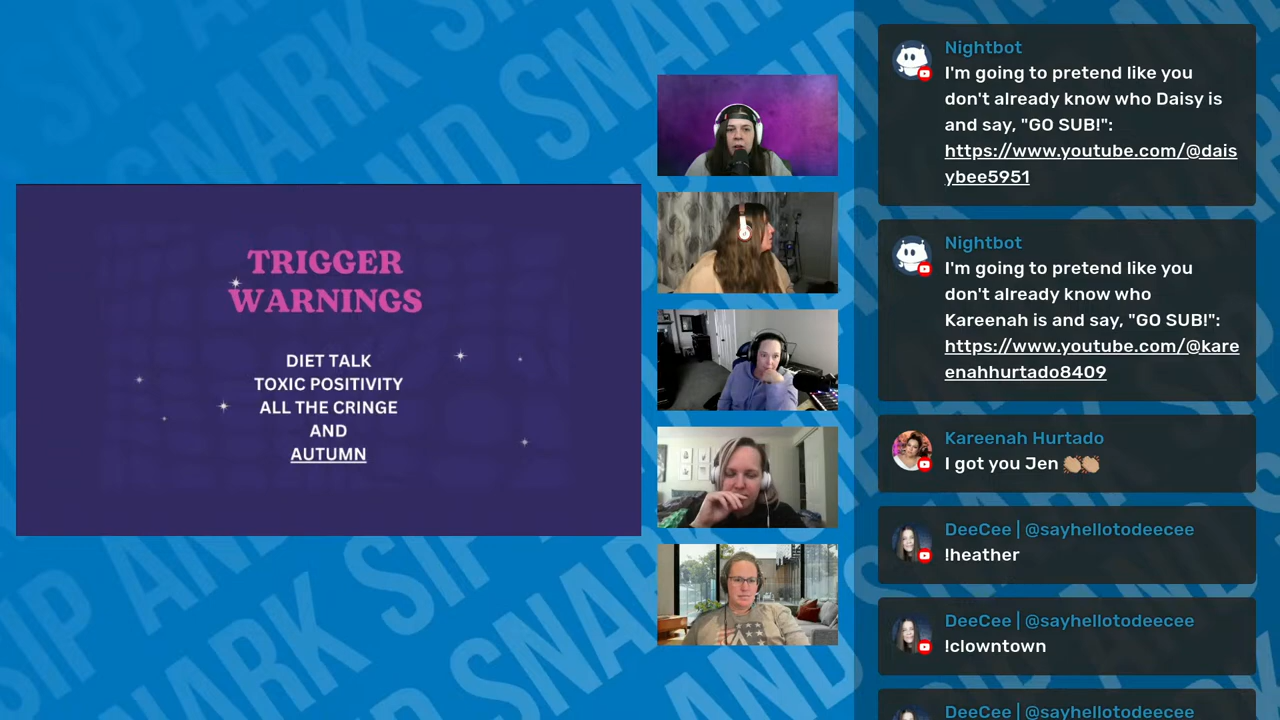 TRIGGER
WARNINGS
DIET TALK
TOXIC POSITIVITY
ALL THE CRINGE
AND
AUTUMN
Nightbot
I'm going to pretend like you
don't already know who Daisy is
and say, "GO SUB!":
https://www.youtube.com/@dais
ybee5951
Nightbot
I'm going to pretend like you
don't already know who
Kareenah is and say, "GO SUB!":
https://www.youtube.com/@kare
enahhurtado8409
Kareenah Hurtado
I got you Jen 👏🏼👏🏼
DeeCee | @sayhellotodeecee
!heather
DeeCee | @sayhellotodeecee
!clowntown
DeeCee | @sayhellotodeecee
SIP AND SNARK